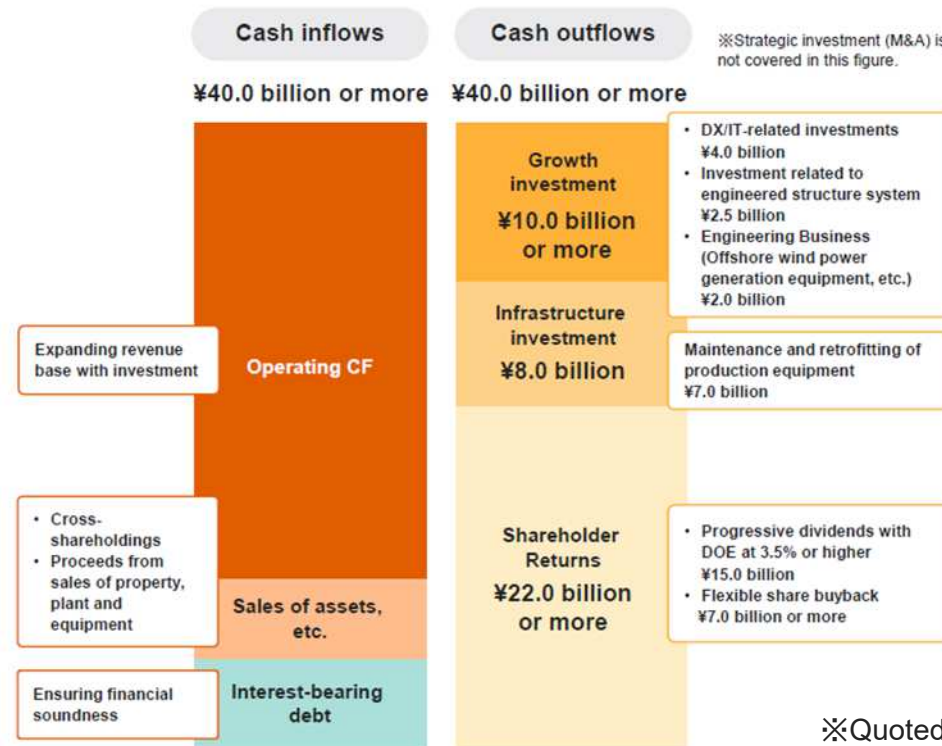 Cash inflows
Cash outflows
※Strategic investment (M&A) is
not covered in this figure.
¥40.0 billion or more
¥40.0 billion or more
Expanding revenue
base with investment
• Cross-
shareholdings
• Proceeds from
sales of property,
plant and
equipment
Ensuring financial
soundness
Operating CF
Sales of assets,
etc.
Interest-bearing
debt
Growth
investment
¥10.0 billion
or more
Infrastructure
investment
¥8.0 billion
Shareholder
Returns
¥22.0 billion
or more
• DX/IT-related investments
¥4.0 billion
• Investment related to
engineered structure system
¥2.5 billion
• Engineering Business
(Offshore wind power
generation equipment, etc.)
¥2.0 billion
Maintenance and retrofitting of
production equipment
¥7.0 billion
• Progressive dividends with
DOE at 3.5% or higher
¥15.0 billion
• Flexible share buyback
¥7.0 billion or more
※Quoted